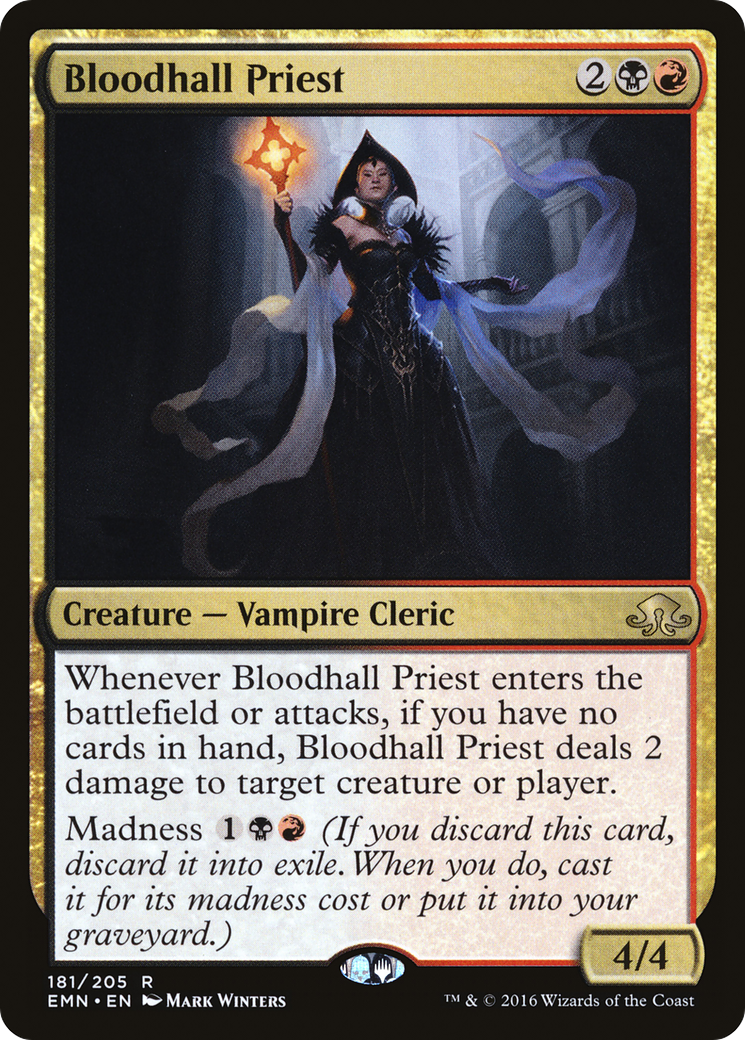 Bloodhall Priest 2
Creature — Vampire Cleric
Whenever Bloodhall Priest enters the
battlefield or attacks, if you have no
cards in hand, Bloodhall Priest deals 2
damage to target creature or player.
Madness 1 (If you discard this card,
discard it into exile. When you do, cast
it for its madness cost or put it into your
graveyard.)
4/4
181/205 R
EMN • EN Mark Winters
™ & © 2016 Wizards of the Coast